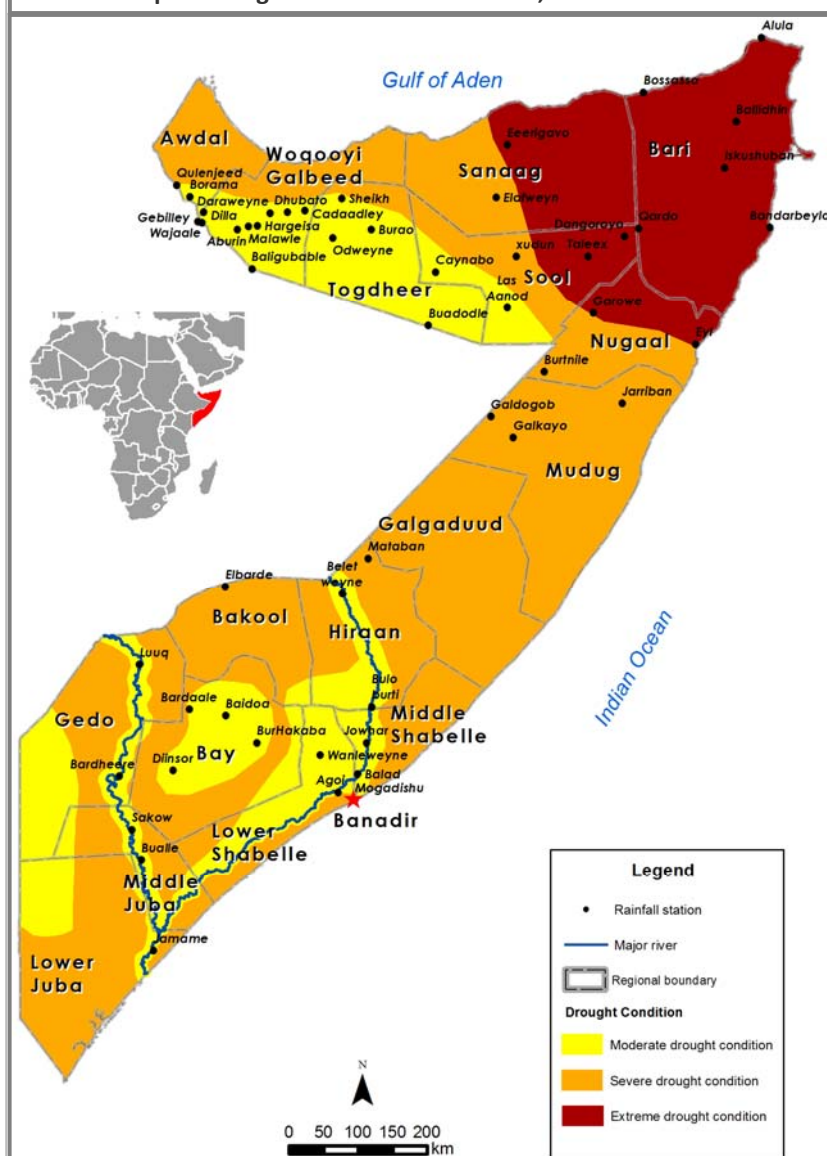 Alula
Gulf of Aden
Bossassa
Ballidhin
Awdal
Eeerigavo
Bari
Woqooyi
Galbeed
Sanaag
Iskushuban
Qulenjeed
Borama
Sheikh
Elafweyn
Daraweyne
Dhubato
Gebilley
Dilla
Cadaadley
Wajaale
Hargeisa
Burao
Dangoroyo
Qardo
Bandarbeyla
Aburin
Malawle
Odweyne
xudun
Taleex
Baligubable
Caynabo
Sool
Togdheer
Las
Aanod
Garowe
Buadodle
Nugaal
Eyl
Burtnile
Galdogob
Jarriban
Galkayo
Mudug
Galgaduud
Mataban
Belet
weyne
Elbarde
Bakool
Hiraan
Indian Ocean
Luuq
Bulo
burti
Bardaale
Baidoa
Gedo
Middle
Shabelle
BurHakaba
Jowhar
Bay
Wanleweyne
Bardheere
Diinsor
Balad
Agoi
Mogadishu
Banadir
Sakow
Lower
Shabelle
Bualle
Middle
Juba
Jamame
Lower
Juba
Legend
Rainfall station
Major river
Regional boundary
Drought Condition
Moderate drought condition
Severe drought condition
Extreme drought condition
N
0 50 100 120 200
km